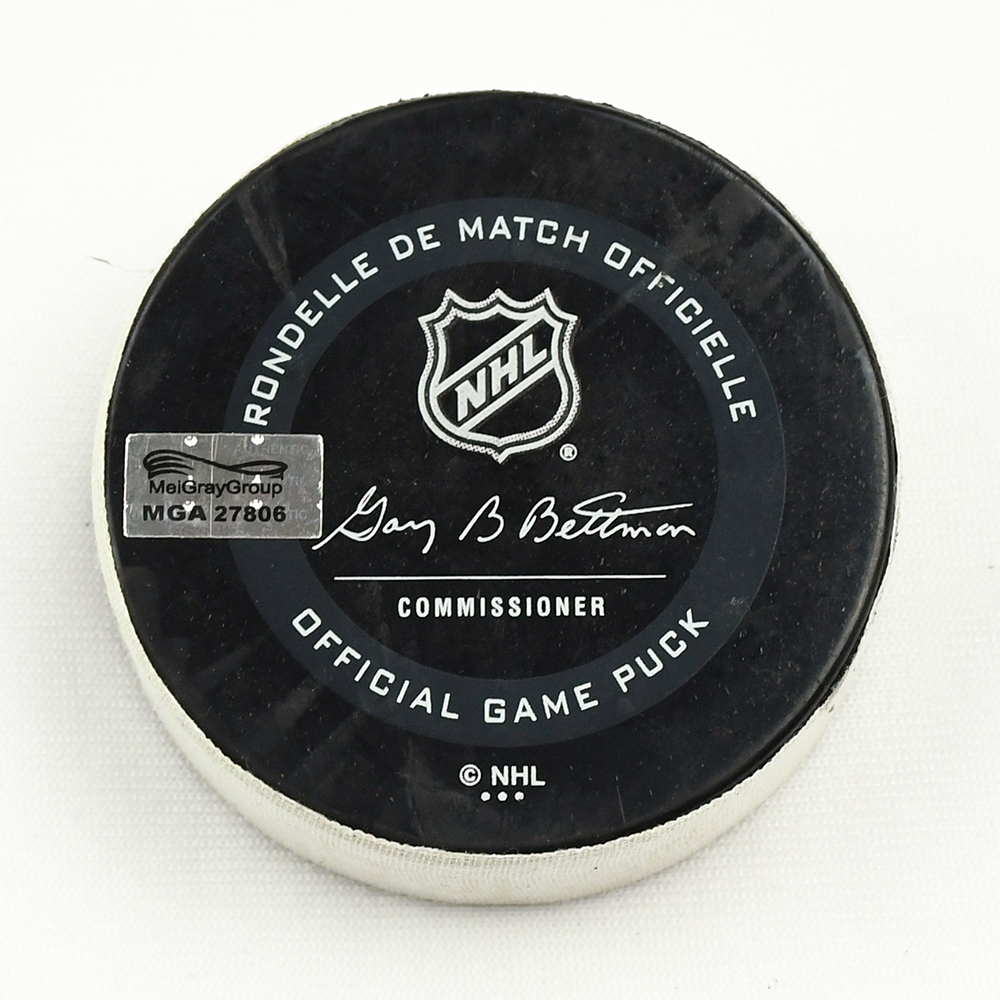 RONDELLE DE MATCH OFFICIELLE
NHL
®
MeiGrayGroup
MGA 27806
Gary B Bettman
COMMISSIONER
OFFICIAL GAME PUCK
© NHL